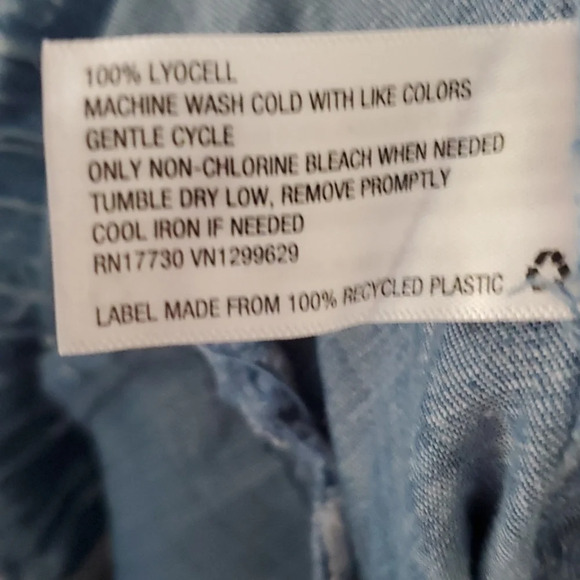 100% LYOCELL
MACHINE WASH COLD WITH LIKE COLORS
GENTLE CYCLE
ONLY NON-CHLORINE BLEACH WHEN NEEDED
TUMBLE DRY LOW, REMOVE PROMPTLY
COOL IRON IF NEEDED
RN17730 VN1299629
LABEL MADE FROM 100% RECYCLED PLASTIC